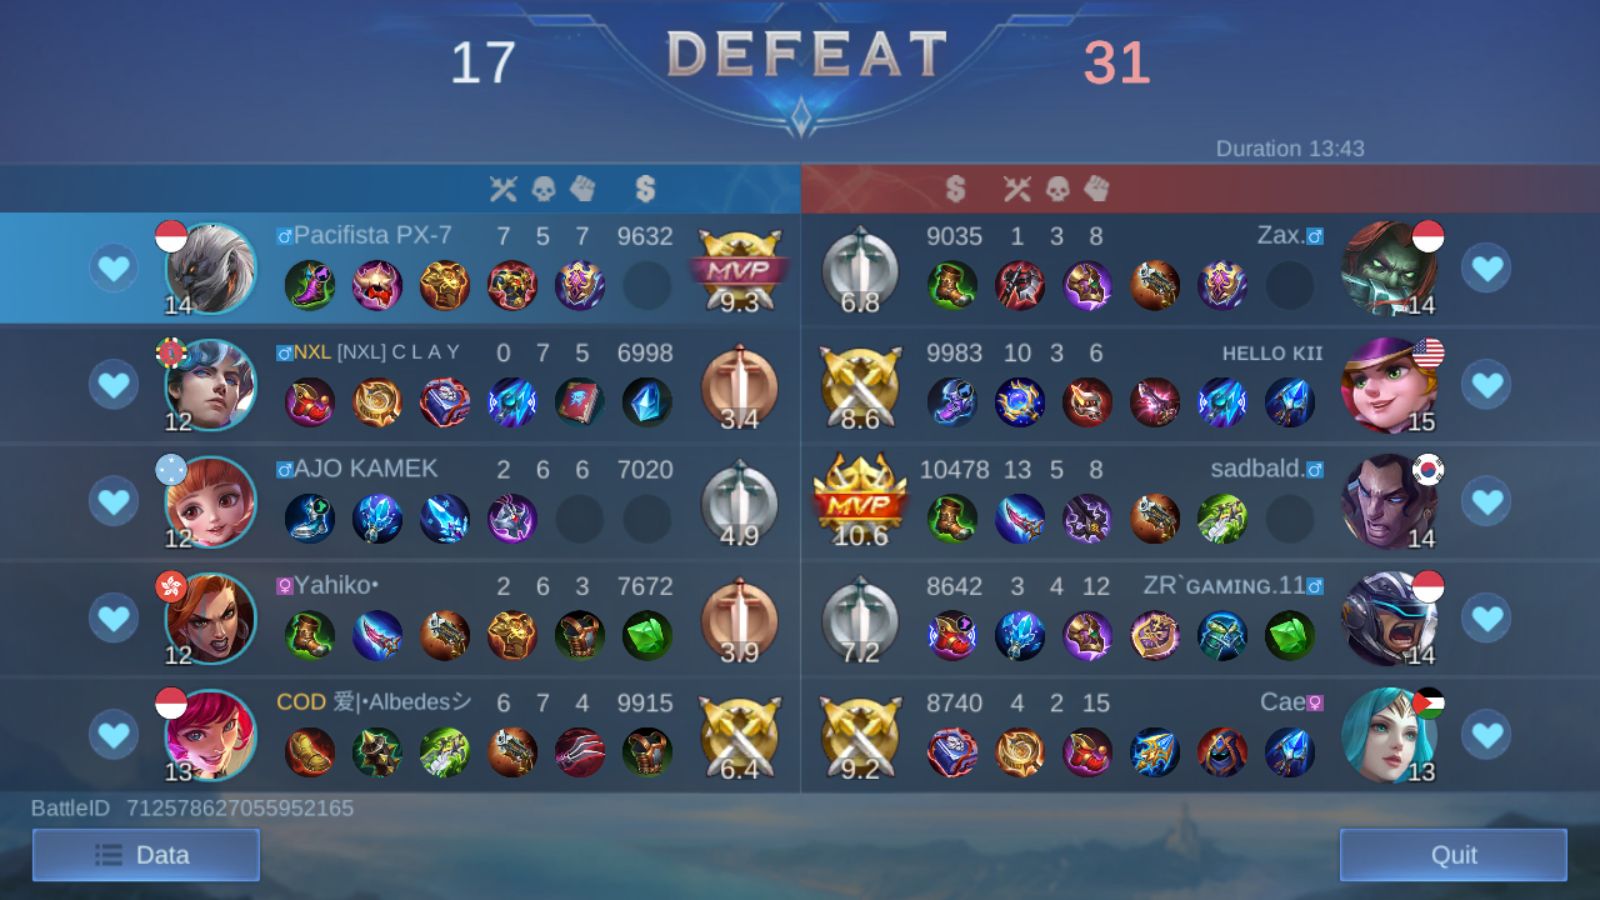 17 DEFEAT 31
Duration 13:43
Pacifista PX-7 7 5 7 9632
14 MVP 9.3
6.8 9035 1 3 8 Zax.
14
NXL [NXL] C L A Y 0 7 5 6998
12 3.4
8.6 9983 10 3 6 HELLO KII
15
AJO KAMEK 2 6 6 7020
12 4.9
MVP 10.6 10478 13 5 8 sadbald.
14
Yahiko• 2 6 3 7672
12 3.9
7.2 8642 3 4 12 ZR`GAMING.11
14
COD 爱|•Albedesシ 6 7 4 9915
13 6.4
9.2 8740 4 2 15 Cae
13
BattleID 712578627055952165
Data
Quit